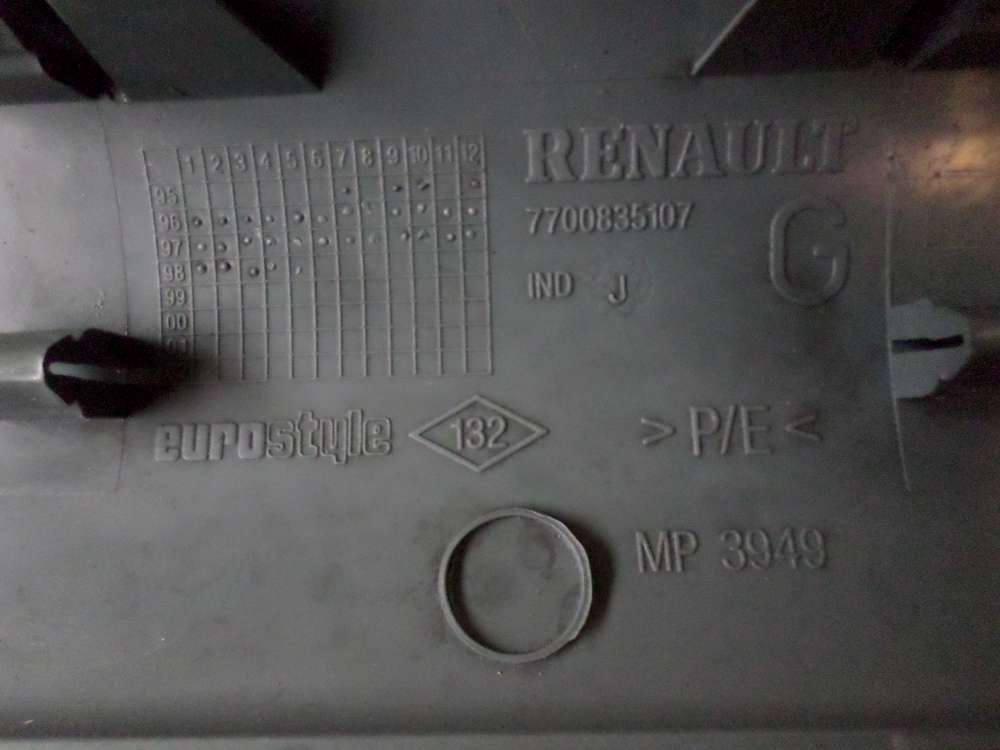 1 2 3 4 5 6 7 8 9 10 11 12
95
96
97
98
99
00
RENAULT
7700835107
IND J
G
eurostyle
132
> P/E <
MP 3949